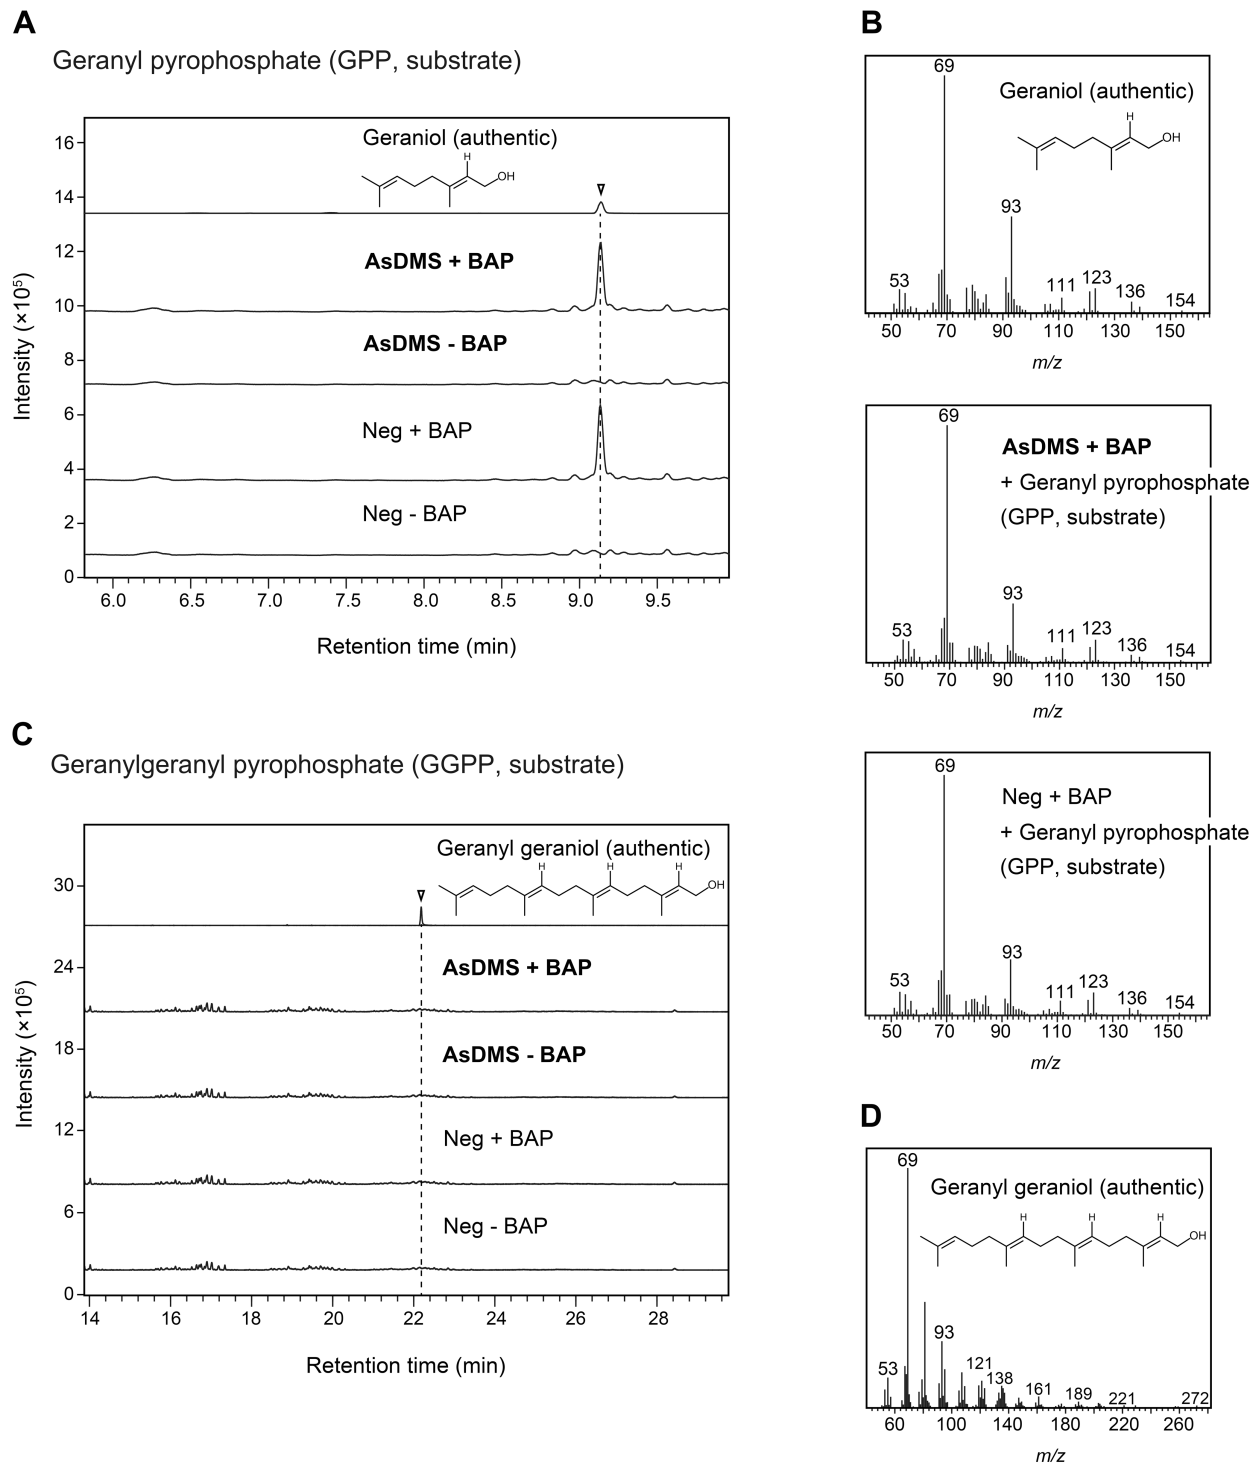 A
Geranyl pyrophosphate (GPP, substrate)
Geraniol (authentic)
H
OH
AsDMS + BAP
AsDMS - BAP
Neg + BAP
Neg - BAP
16
14
12
10
8
6
4
2
0
Intensity (×10⁵)
6.0 6.5 7.0 7.5 8.0 8.5 9.0 9.5
Retention time (min)
B
69
Geraniol (authentic)
H
OH
93
53
111
123
136
154
50 70 90 110 130 150
m/z
69
AsDMS + BAP
+ Geranyl pyrophosphate
(GPP, substrate)
93
53
111
123
136
154
50 70 90 110 130 150
m/z
69
Neg + BAP
+ Geranyl pyrophosphate
(GPP, substrate)
93
53
111
123
136
154
50 70 90 110 130 150
m/z
C
Geranylgeranyl pyrophosphate (GGPP, substrate)
Geranyl geraniol (authentic)
H H H
OH
AsDMS + BAP
AsDMS - BAP
Neg + BAP
Neg - BAP
30
24
18
12
6
0
Intensity (×10⁵)
14 16 18 20 22 24 26 28
Retention time (min)
D
69
Geranyl geraniol (authentic)
H H H
OH
93
53
121
138
161
189
221
272
60 100 140 180 220 260
m/z